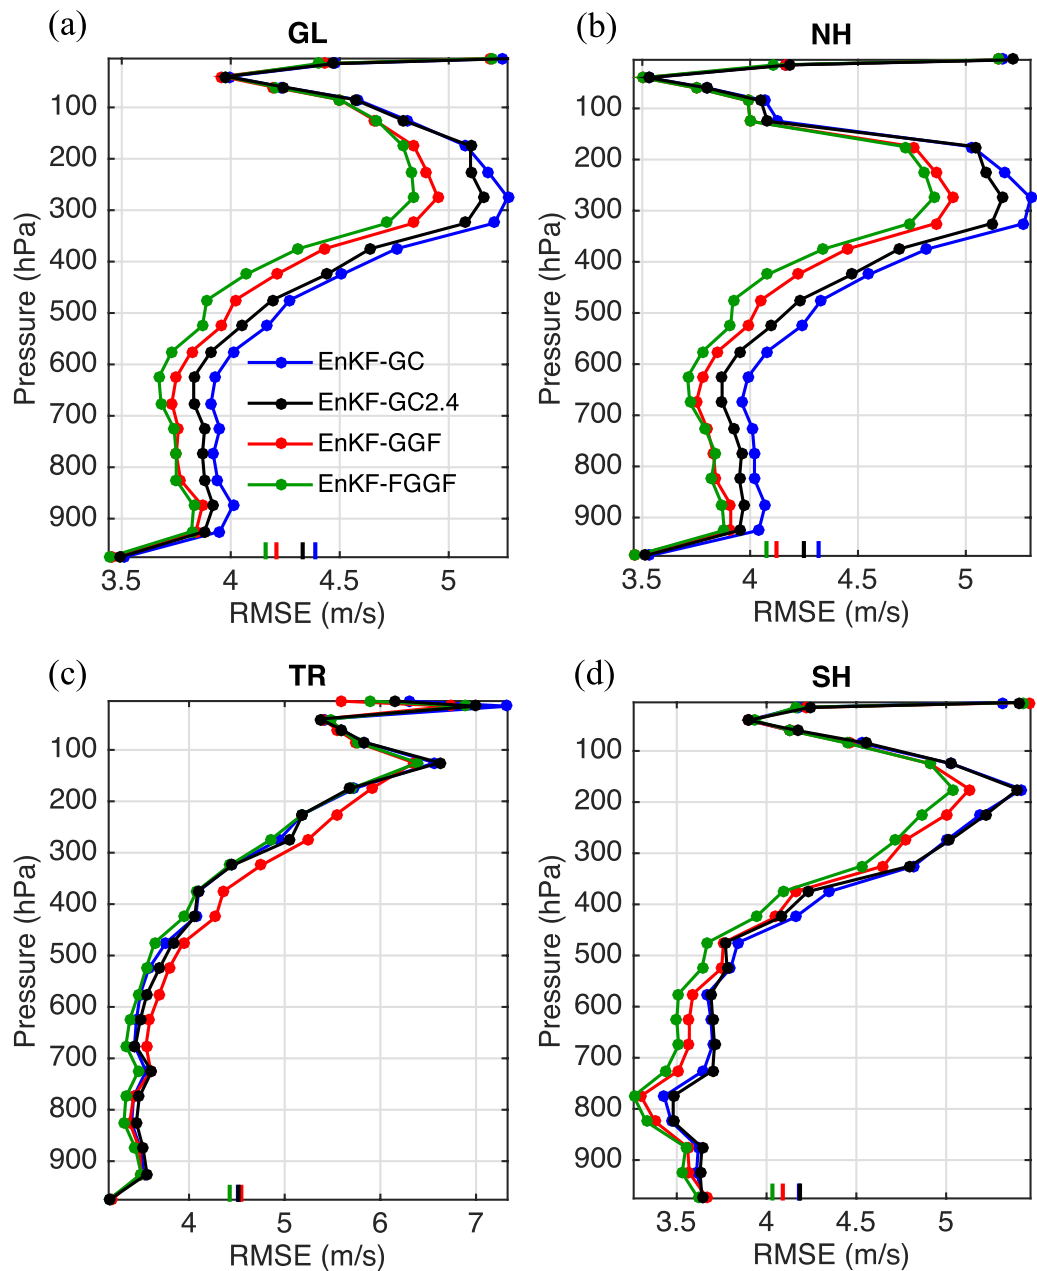 (a)
GL
100
200
300
400
500
600
700
800
900
Pressure (hPa)
EnKF-GC
EnKF-GC2.4
EnKF-GGF
EnKF-FGGF
3.5 4 4.5 5
RMSE (m/s)
(b)
NH
100
200
300
400
500
600
700
800
900
Pressure (hPa)
3.5 4 4.5 5
RMSE (m/s)
(c)
TR
100
200
300
400
500
600
700
800
900
Pressure (hPa)
4 5 6 7
RMSE (m/s)
(d)
SH
100
200
300
400
500
600
700
800
900
Pressure (hPa)
3.5 4 4.5 5
RMSE (m/s)